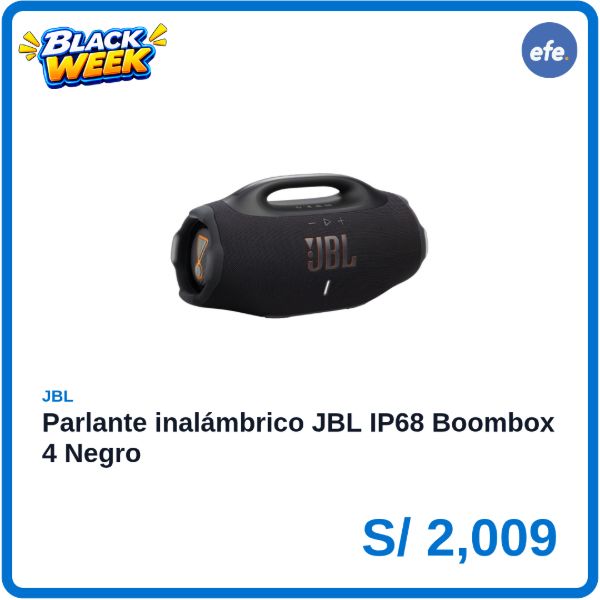 BLACK
WEEK
efe.
JBL
JBL
Parlante inalámbrico JBL IP68 Boombox
4 Negro
S/ 2,009